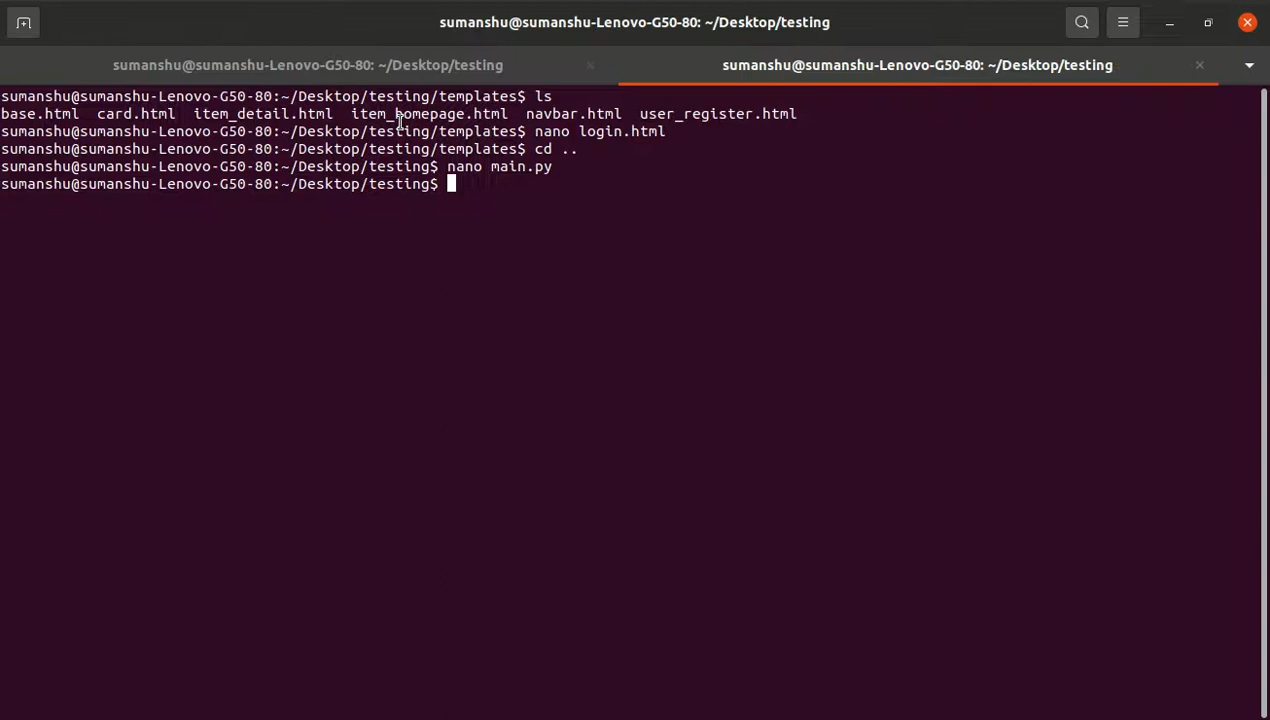 sumanshu@sumanshu-Lenovo-G50-80: ~/Desktop/testing
sumanshu@sumanshu-Lenovo-G50-80: ~/Desktop/testing
sumanshu@sumanshu-Lenovo-G50-80: ~/Desktop/testing
sumanshu@sumanshu-Lenovo-G50-80:~/Desktop/testing/templates$ ls
base.html  card.html  item_detail.html  item_homepage.html  navbar.html  user_register.html
sumanshu@sumanshu-Lenovo-G50-80:~/Desktop/testing/templates$ nano login.html
sumanshu@sumanshu-Lenovo-G50-80:~/Desktop/testing/templates$ cd ..
sumanshu@sumanshu-Lenovo-G50-80:~/Desktop/testing$ nano main.py
sumanshu@sumanshu-Lenovo-G50-80:~/Desktop/testing$